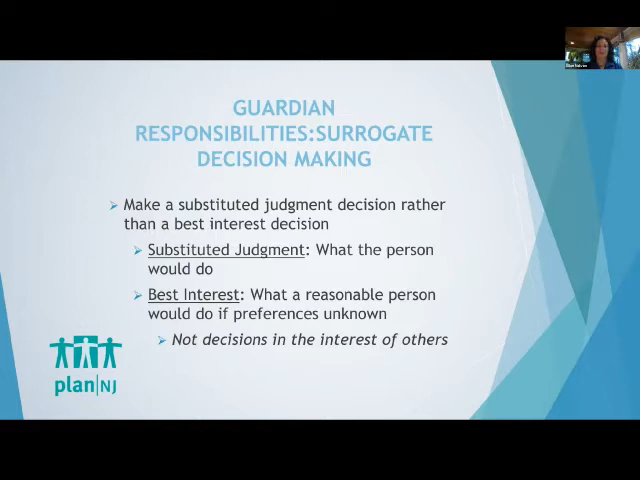 GUARDIAN
RESPONSIBILITIES:SURROGATE
DECISION MAKING
Make a substituted judgment decision rather
than a best interest decision
Substituted Judgment: What the person
would do
Best Interest: What a reasonable person
would do if preferences unknown
Not decisions in the interest of others
plan|NJ